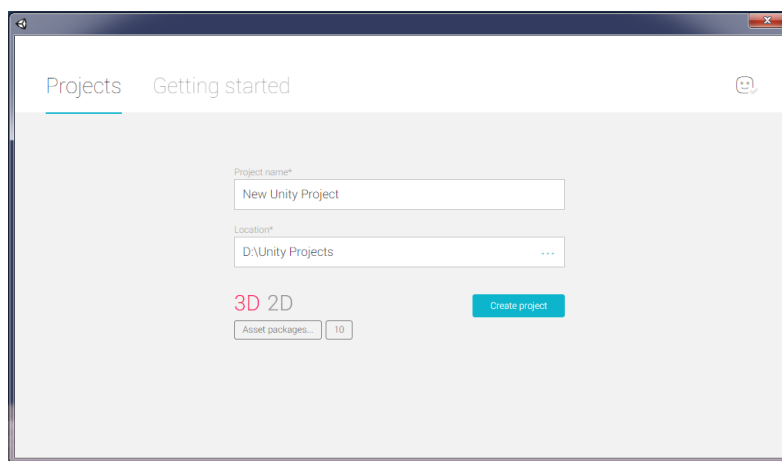 Projects Getting started
Project name*
New Unity Project
Location*
D:\Unity Projects ...
3D 2D Create project
Asset packages... 10